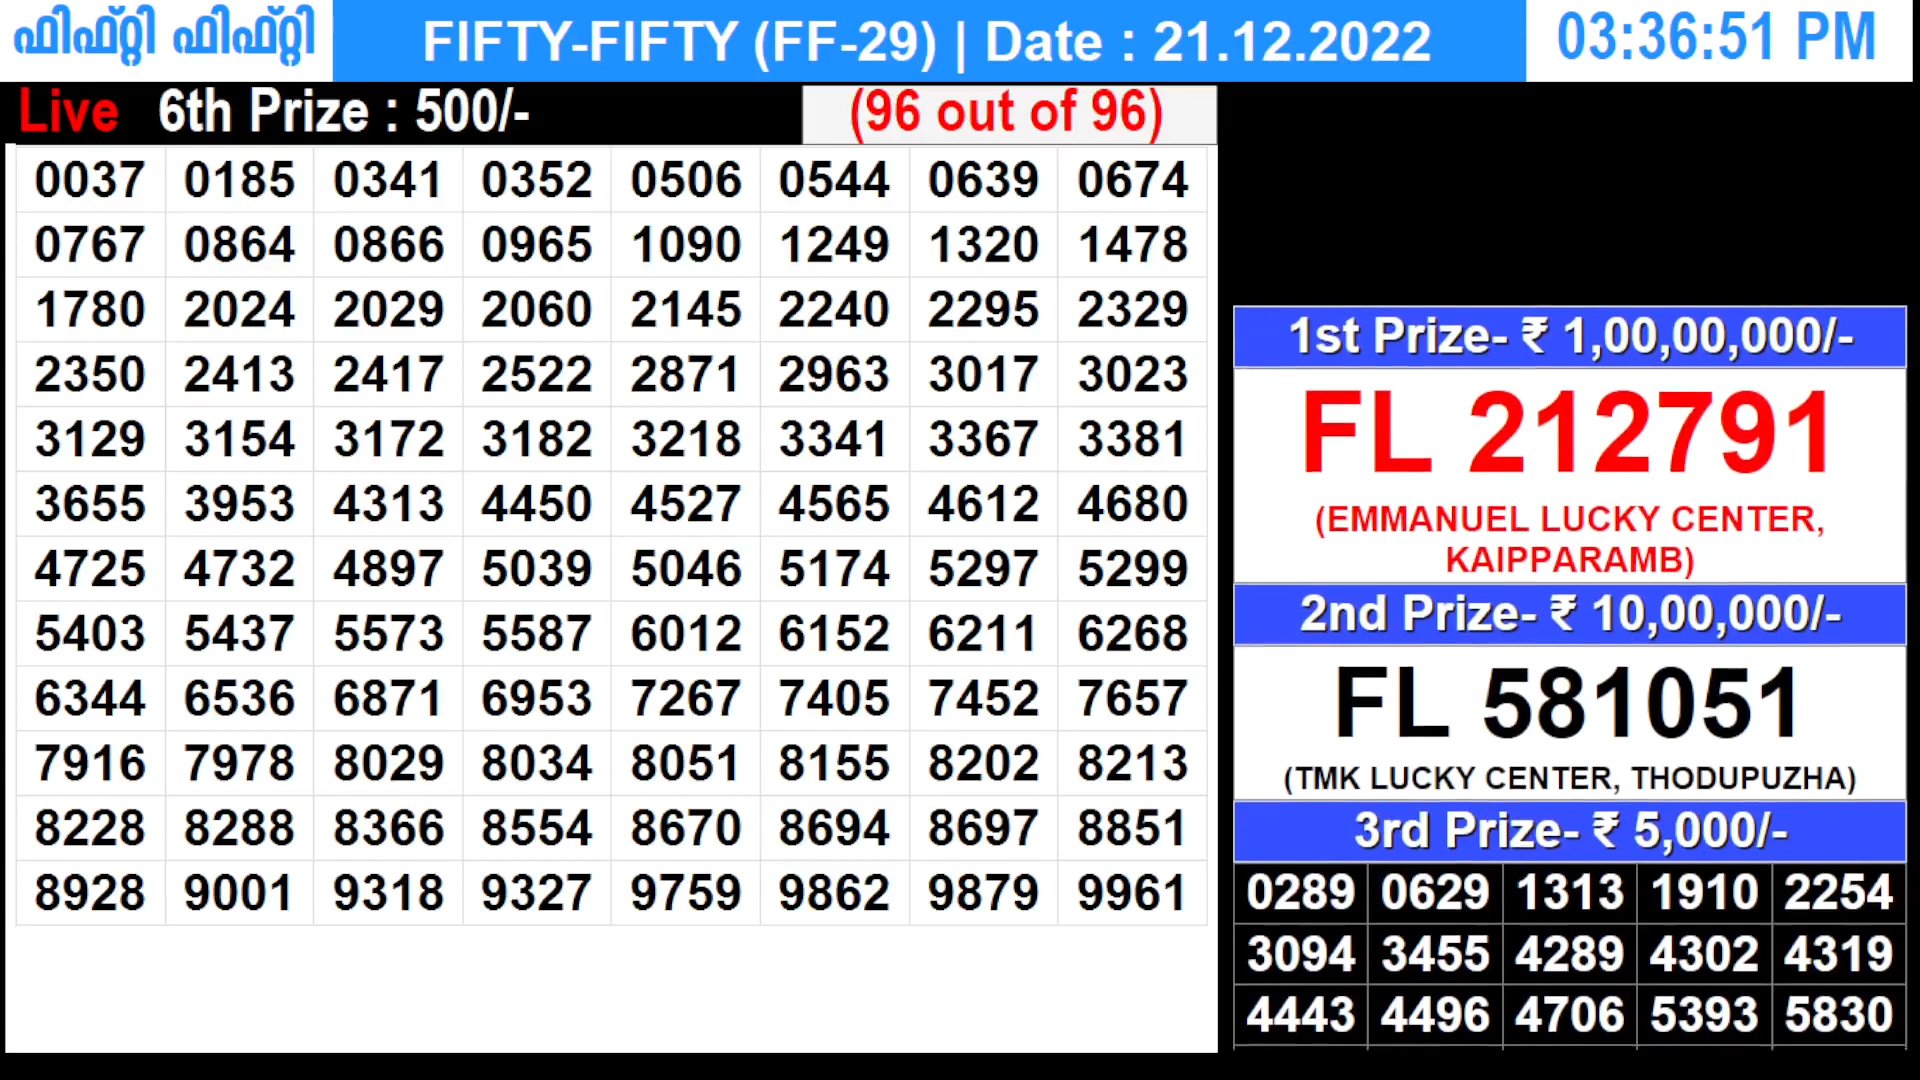 ഫിഫ്റ്റി ഫിഫ്റ്റി
FIFTY-FIFTY (FF-29) | Date : 21.12.2022
03:36:51 PM
Live 6th Prize : 500/-
(96 out of 96)
0037 0185 0341 0352 0506 0544 0639 0674
0767 0864 0866 0965 1090 1249 1320 1478
1780 2024 2029 2060 2145 2240 2295 2329
2350 2413 2417 2522 2871 2963 3017 3023
3129 3154 3172 3182 3218 3341 3367 3381
3655 3953 4313 4450 4527 4565 4612 4680
4725 4732 4897 5039 5046 5174 5297 5299
5403 5437 5573 5587 6012 6152 6211 6268
6344 6536 6871 6953 7267 7405 7452 7657
7916 7978 8029 8034 8051 8155 8202 8213
8228 8288 8366 8554 8670 8694 8697 8851
8928 9001 9318 9327 9759 9862 9879 9961
1st Prize- ₹ 1,00,00,000/-
FL 212791
(EMMANUEL LUCKY CENTER,
KAIPPARAMB)
2nd Prize- ₹ 10,00,000/-
FL 581051
(TMK LUCKY CENTER, THODUPUZHA)
3rd Prize- ₹ 5,000/-
0289 0629 1313 1910 2254
3094 3455 4289 4302 4319
4443 4496 4706 5393 5830